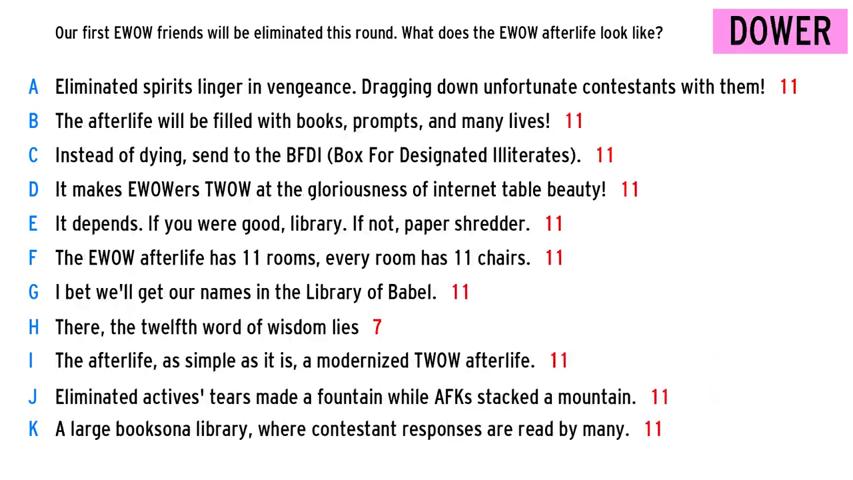 Our first EWOW friends will be eliminated this round. What does the EWOW afterlife look like?
DOWER
A Eliminated spirits linger in vengeance. Dragging down unfortunate contestants with them! 11
B The afterlife will be filled with books, prompts, and many lives! 11
C Instead of dying, send to the BFDI (Box For Designated Illiterates). 11
D It makes EWOWers TWOW at the gloriousness of internet table beauty! 11
E It depends. If you were good, library. If not, paper shredder. 11
F The EWOW afterlife has 11 rooms, every room has 11 chairs. 11
G I bet we'll get our names in the Library of Babel. 11
H There, the twelfth word of wisdom lies 7
I The afterlife, as simple as it is, a modernized TWOW afterlife. 11
J Eliminated actives' tears made a fountain while AFKs stacked a mountain. 11
K A large booksona library, where contestant responses are read by many. 11